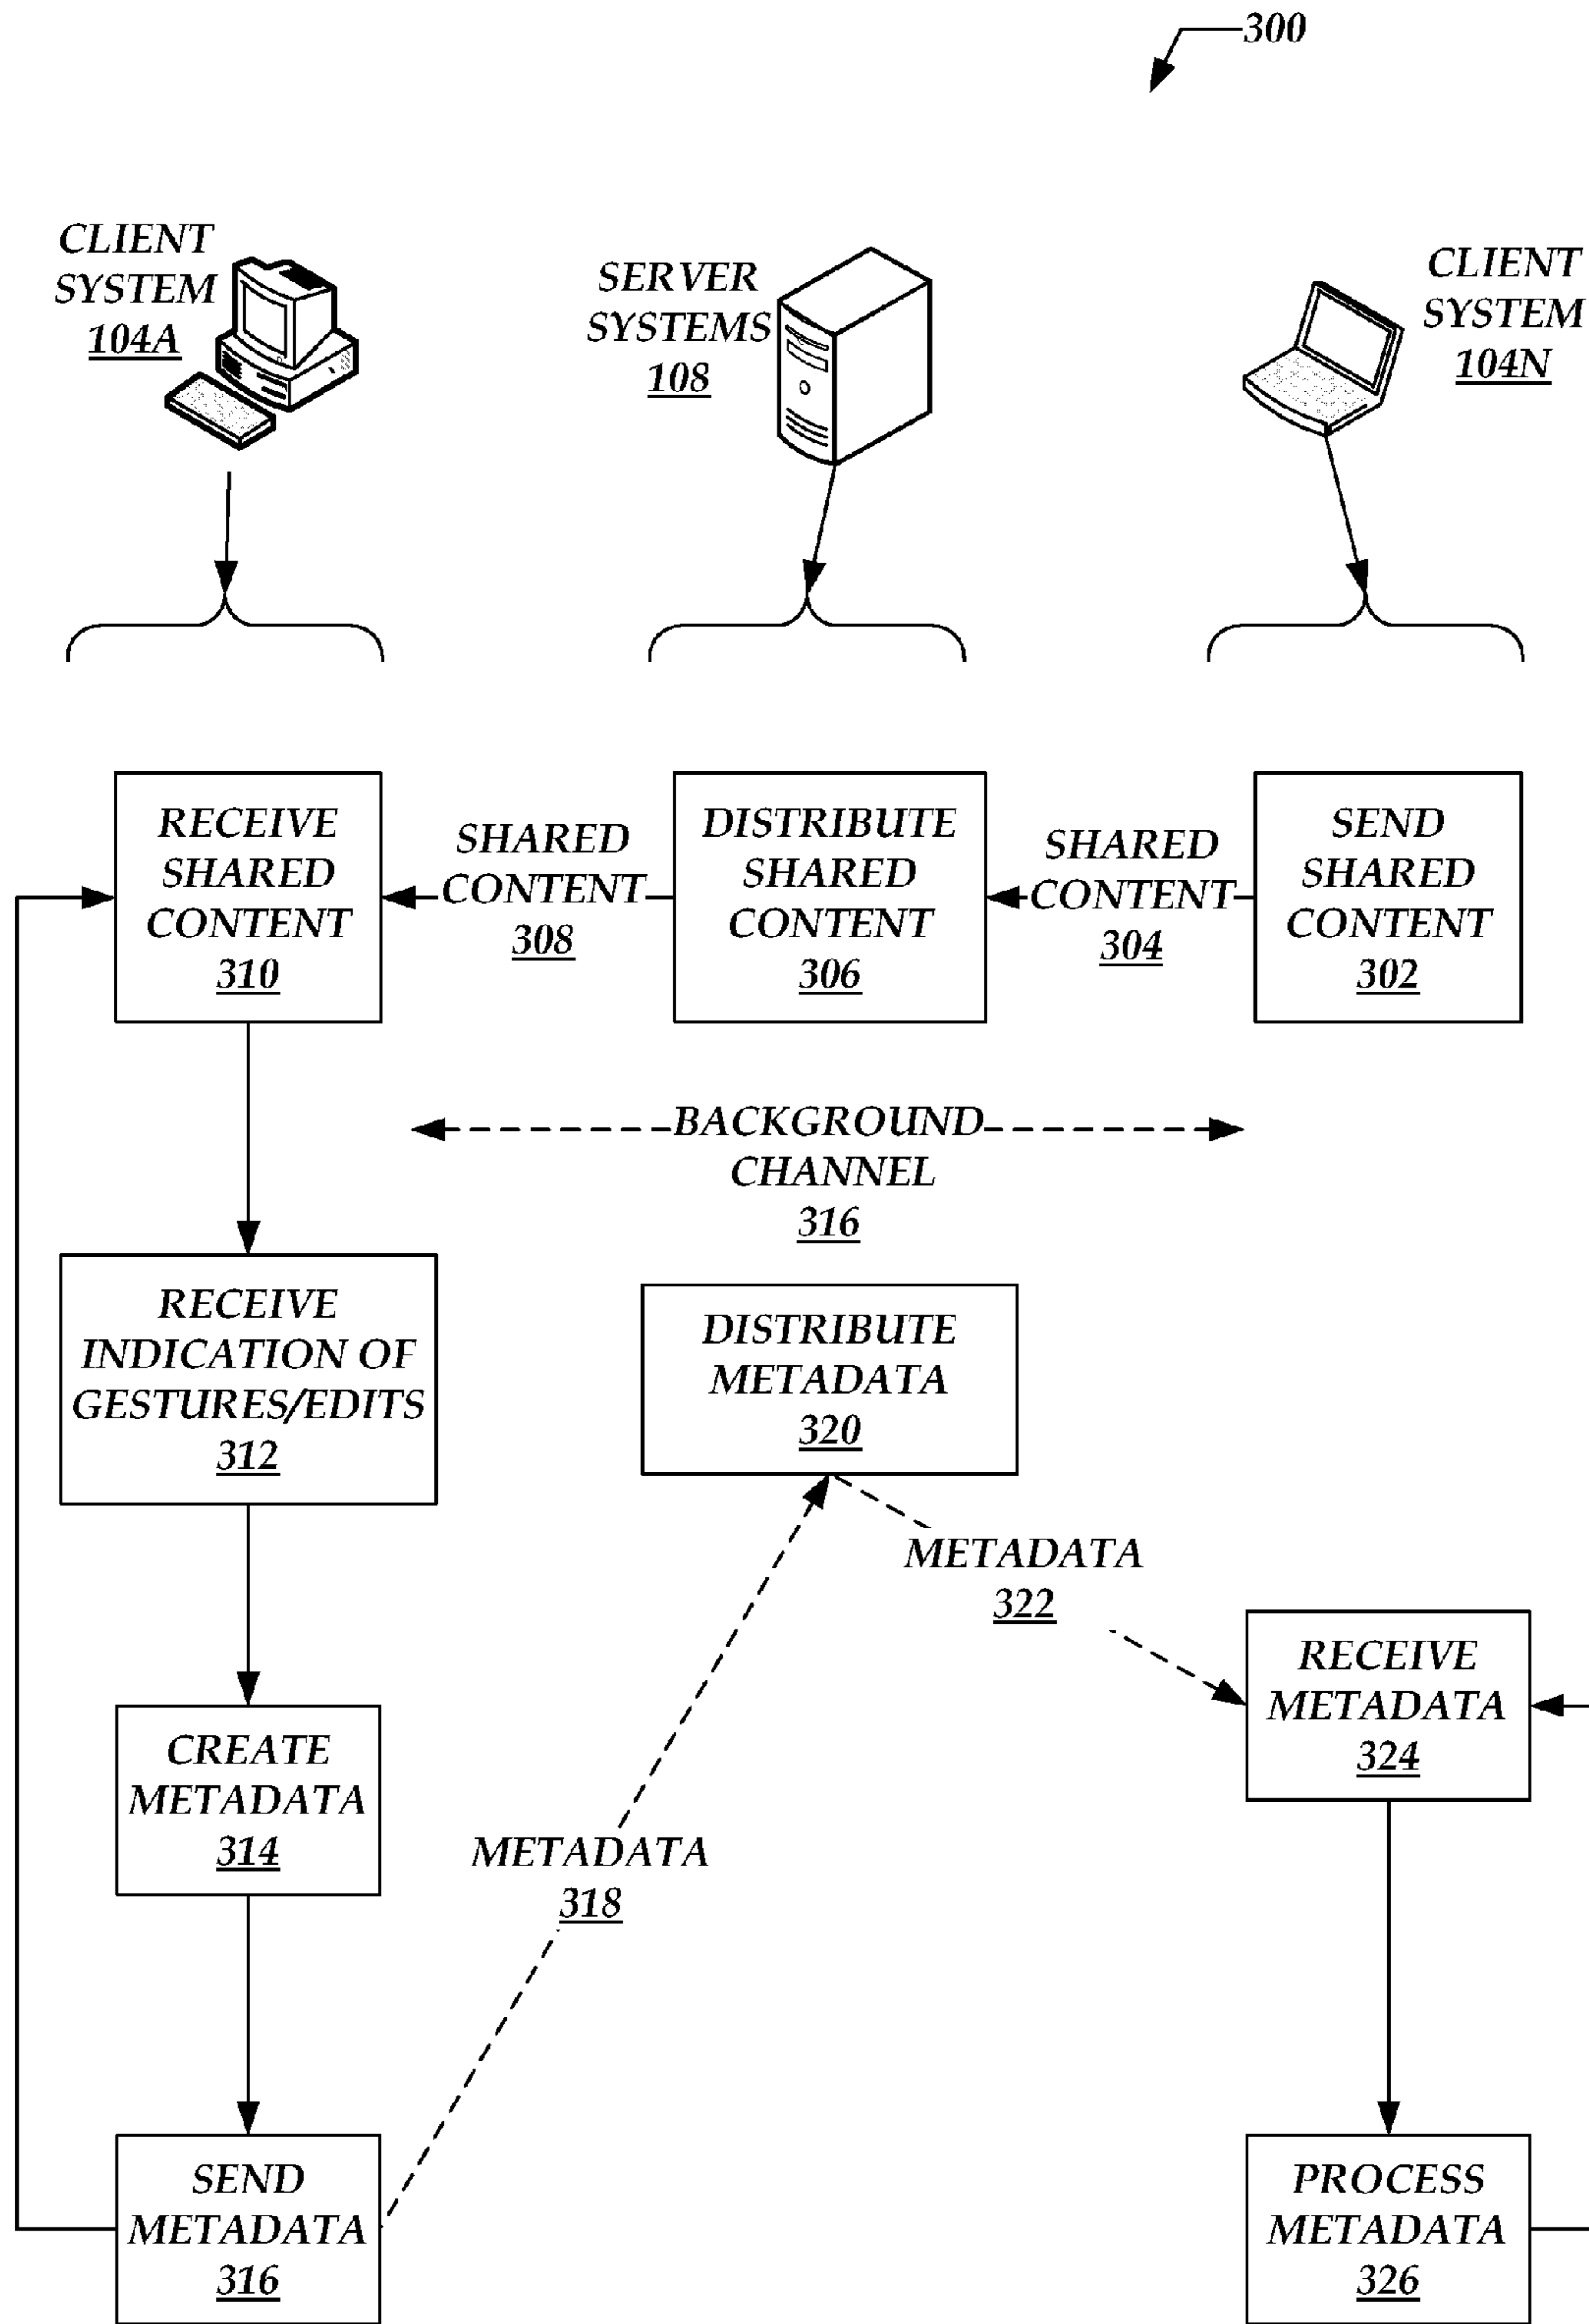 300
CLIENT
SYSTEM
104A
SERVER
SYSTEMS
108
CLIENT
SYSTEM
104N
RECEIVE
SHARED
CONTENT
310
SHARED
CONTENT
308
DISTRIBUTE
SHARED
CONTENT
306
SHARED
CONTENT
304
SEND
SHARED
CONTENT
302
BACKGROUND
CHANNEL
316
RECEIVE
INDICATION OF
GESTURES/EDITS
312
DISTRIBUTE
METADATA
320
METADATA
322
RECEIVE
METADATA
324
CREATE
METADATA
314
METADATA
318
SEND
METADATA
316
PROCESS
METADATA
326